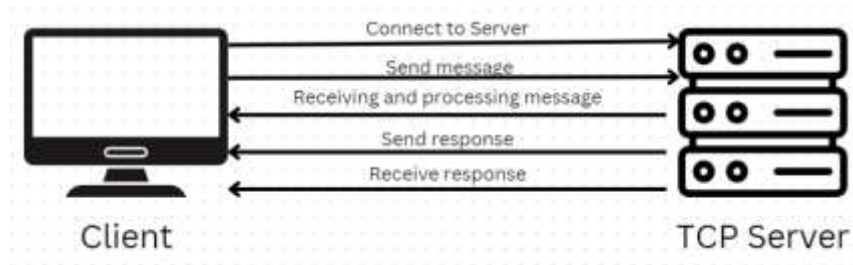 Connect to Server
Send message
Receiving and processing message
Send response
Receive response
Client
TCP Server